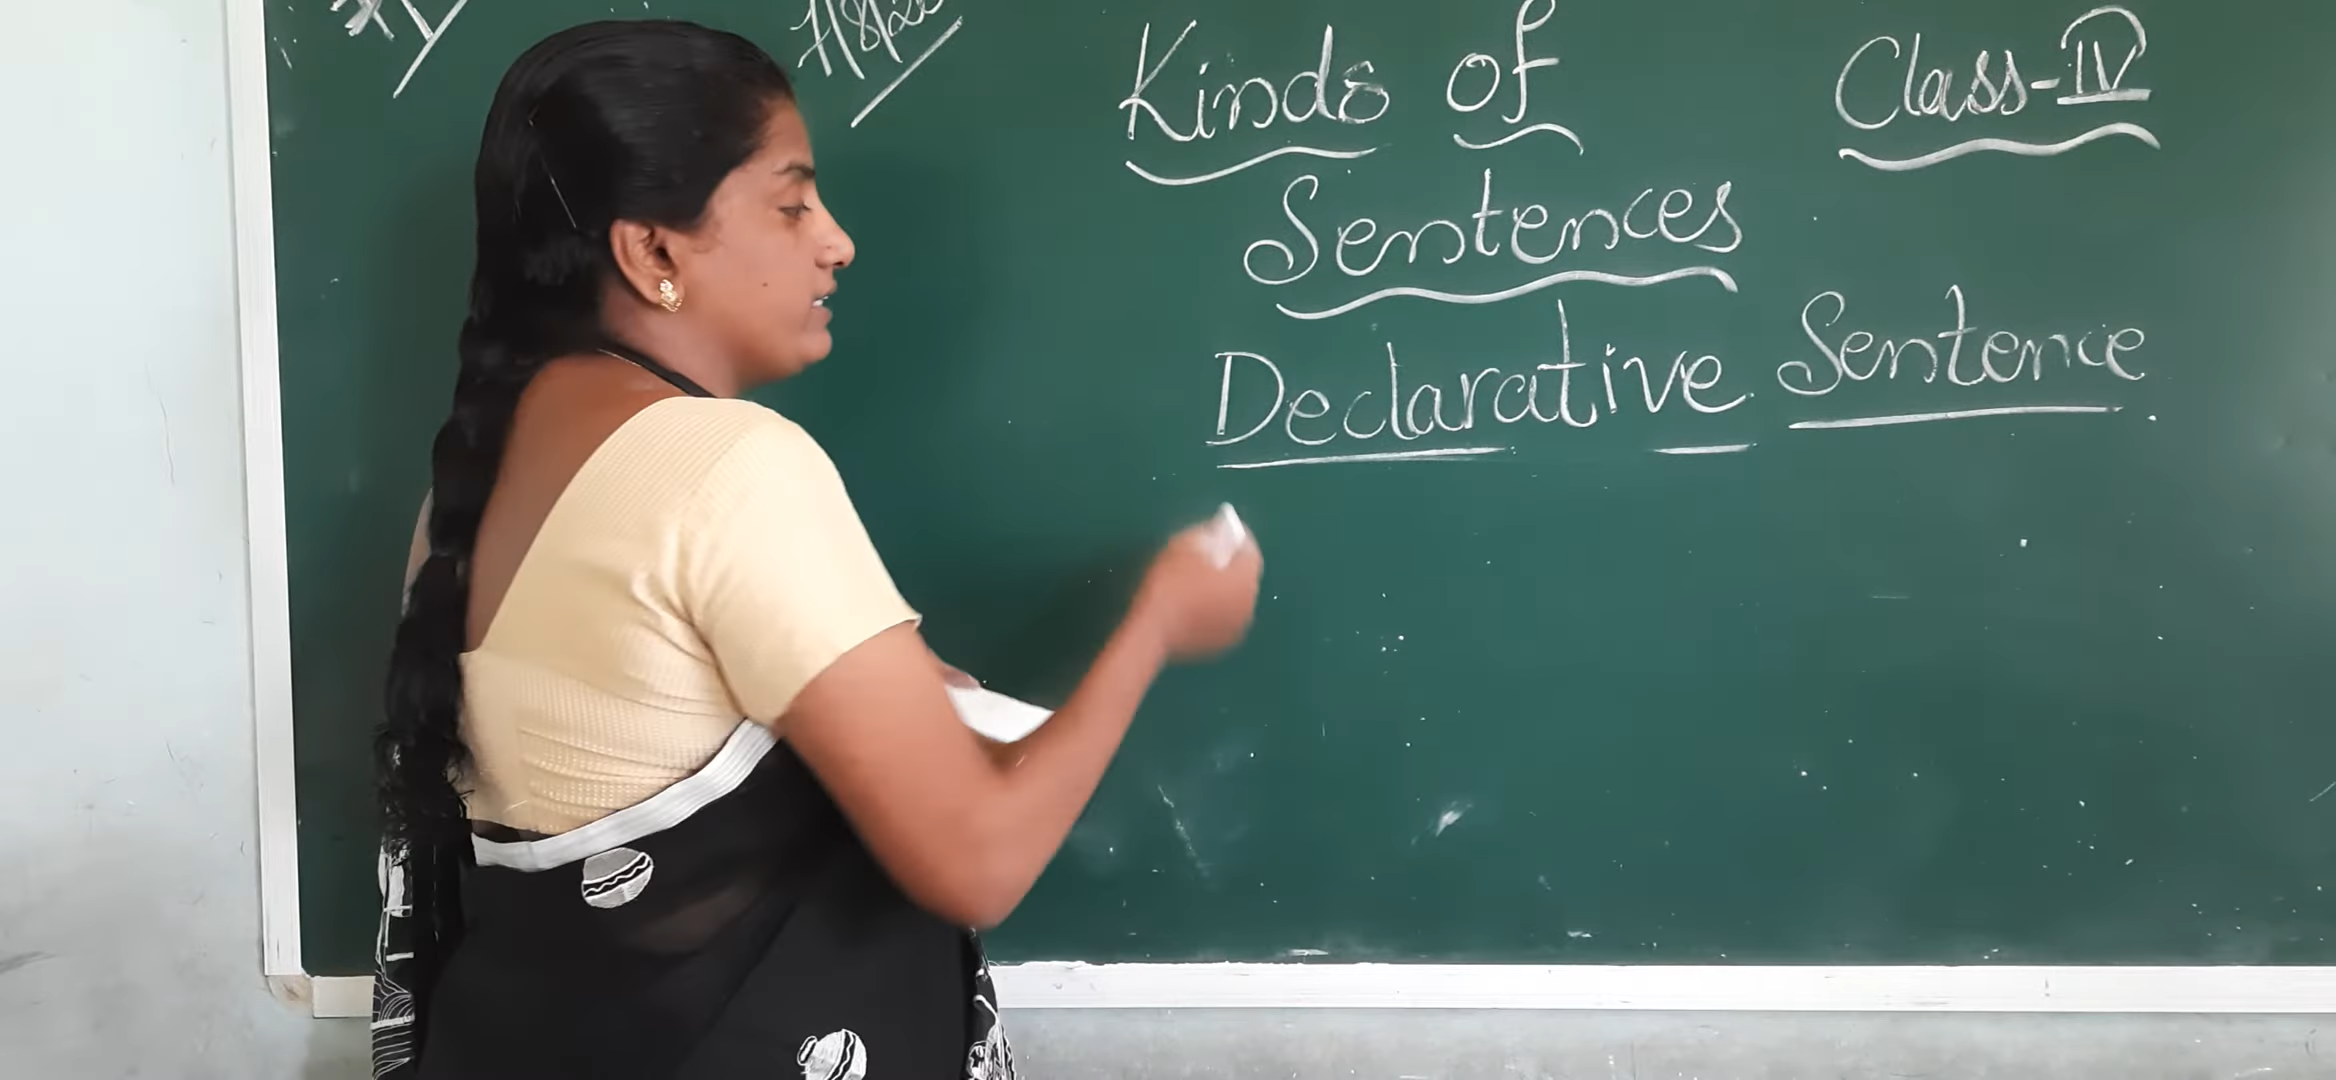 Kinds of
Class-IV
Sentences
Declarative Sentence